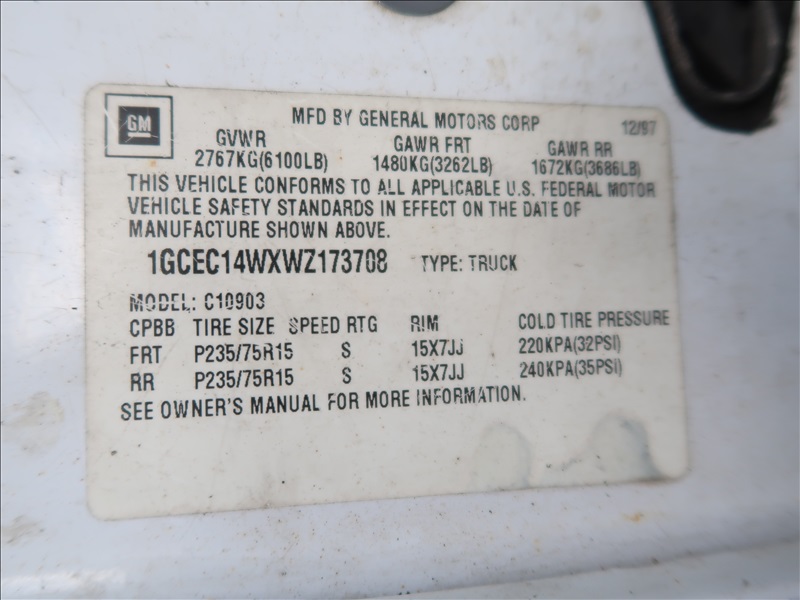 GM
MFD BY GENERAL MOTORS CORP 12/97
GVWR GAWR FRT GAWR RR
2767KG(6100LB) 1480KG(3262LB) 1672KG(3686LB)
THIS VEHICLE CONFORMS TO ALL APPLICABLE U.S. FEDERAL MOTOR
VEHICLE SAFETY STANDARDS IN EFFECT ON THE DATE OF
MANUFACTURE SHOWN ABOVE.
1GCEC14WXWZ173708 TYPE: TRUCK
MODEL: C10903
CPBB TIRE SIZE SPEED RTG RIM COLD TIRE PRESSURE
FRT P235/75R15 S 15X7JJ 220KPA(32PSI)
RR P235/75R15 S 15X7JJ 240KPA(35PSI)
SEE OWNER'S MANUAL FOR MORE INFORMATION.